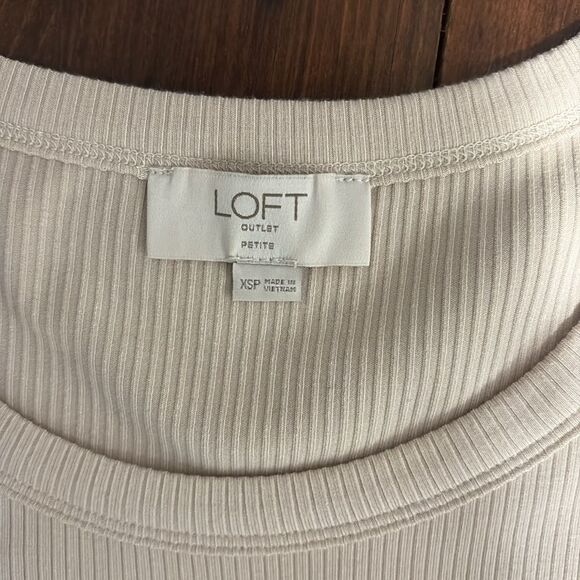 LOFT
OUTLET
PETITE
XSP MADE IN
VIETNAM